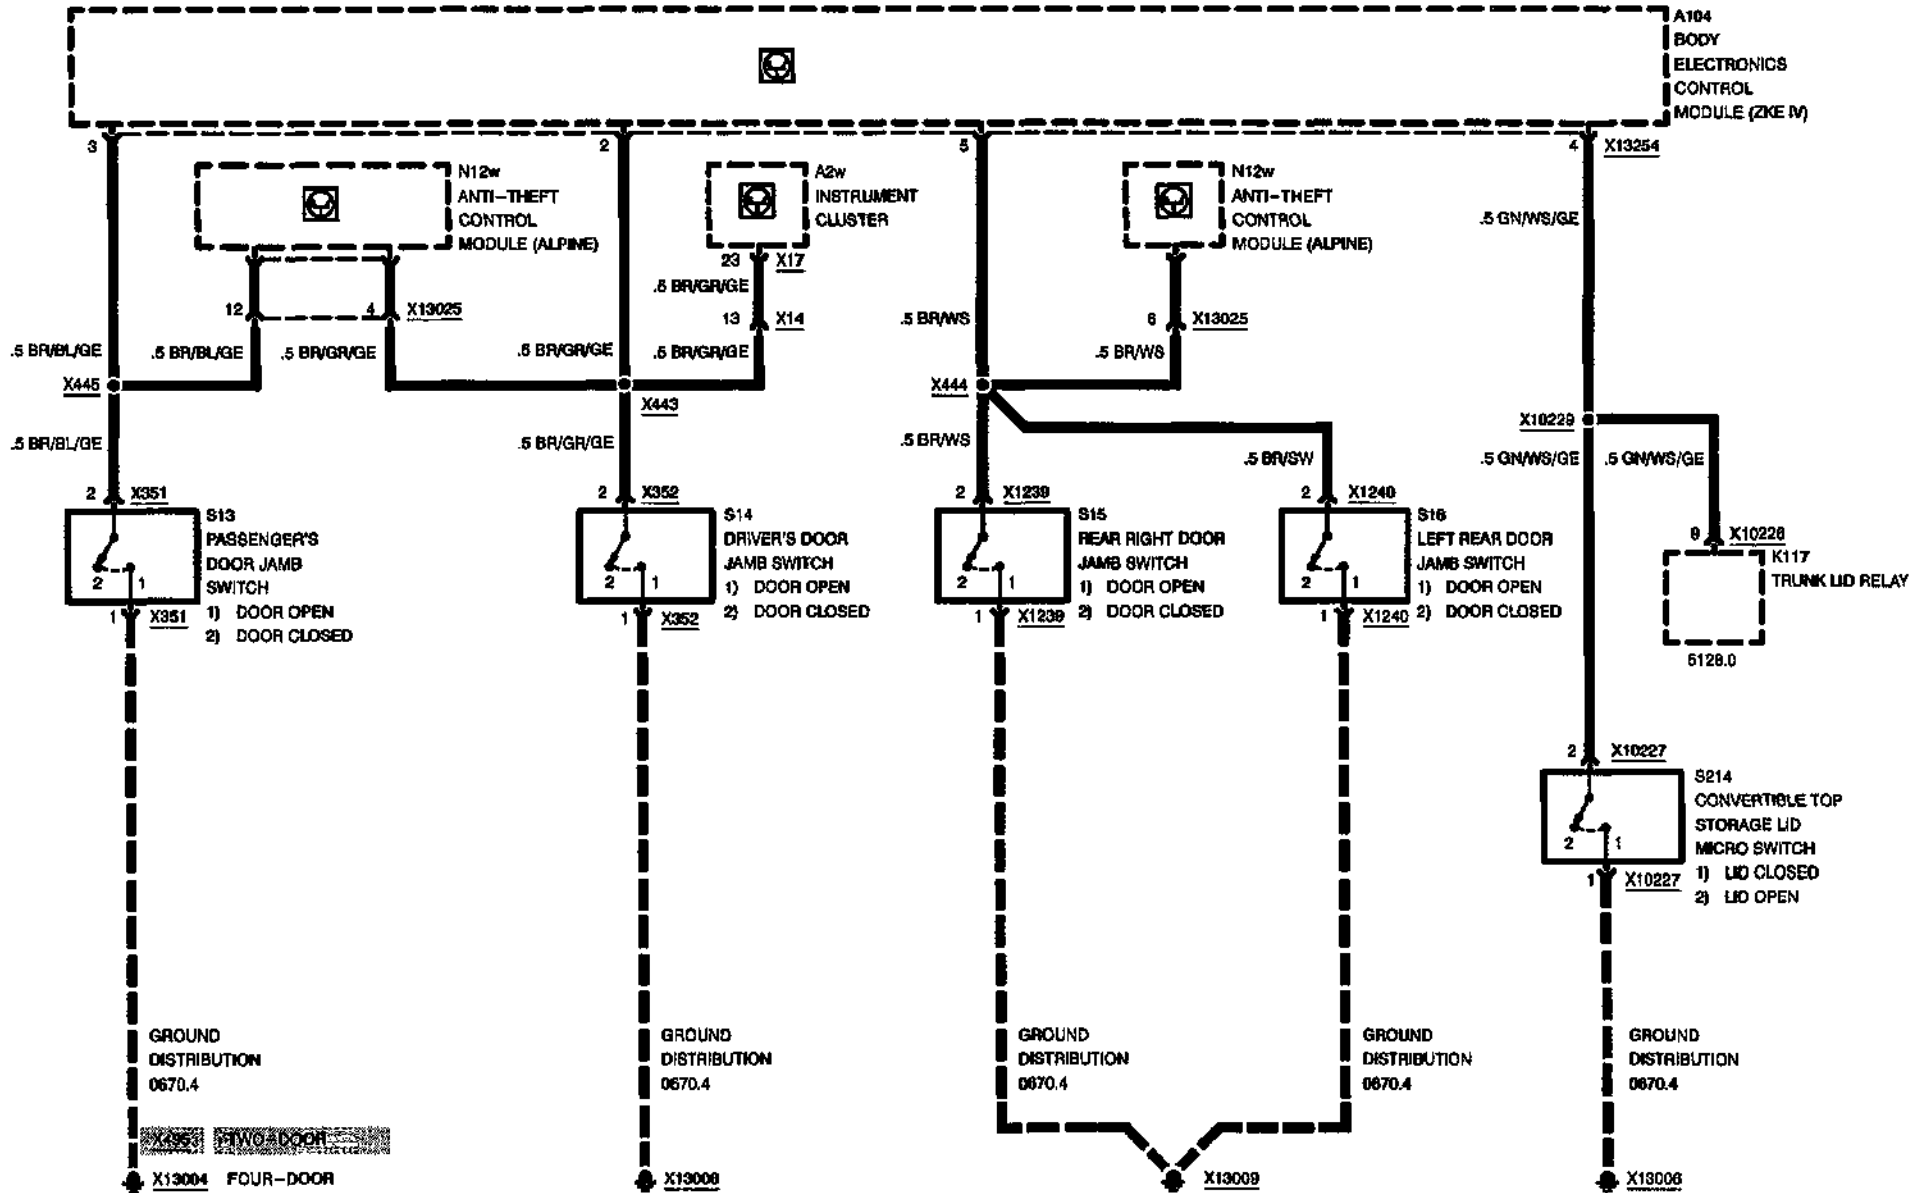 A104
BODY
ELECTRONICS
CONTROL
MODULE (ZKE IV)
3
2
5
4
X13254
N12w
ANTI-THEFT
CONTROL
MODULE (ALPINE)
A2w
INSTRUMENT
CLUSTER
N12w
ANTI-THEFT
CONTROL
MODULE (ALPINE)
.5 GN/WS/GE
23
X17
.5 BR/GR/GE
12
4
X13025
13
X14
.5 BR/WS
6
X13025
.5 BR/BL/GE
.5 BR/BL/GE
.5 BR/GR/GE
.5 BR/GR/GE
.5 BR/GR/GE
.5 BR/WS
X445
X443
X444
X10229
.5 BR/BL/GE
.5 BR/GR/GE
.5 BR/WS
.5 BR/SW
.5 GN/WS/GE
.5 GN/WS/GE
2
X351
2
X352
2
X1239
2
X1240
S13
PASSENGER'S
DOOR JAMB
SWITCH
1) DOOR OPEN
2) DOOR CLOSED
2
1
1
X351
S14
DRIVER'S DOOR
JAMB SWITCH
1) DOOR OPEN
2) DOOR CLOSED
2
1
1
X352
S15
REAR RIGHT DOOR
JAMB SWITCH
1) DOOR OPEN
2) DOOR CLOSED
2
1
1
X1239
S16
LEFT REAR DOOR
JAMB SWITCH
1) DOOR OPEN
2) DOOR CLOSED
2
1
1
X1240
K117
TRUNK LID RELAY
5128.0
2
X10227
S214
CONVERTIBLE TOP
STORAGE LID
MICRO SWITCH
1) LID CLOSED
2) LID OPEN
2
1
1
X10227
GROUND
DISTRIBUTION
0670.4
GROUND
DISTRIBUTION
0670.4
GROUND
DISTRIBUTION
0670.4
GROUND
DISTRIBUTION
0670.4
GROUND
DISTRIBUTION
0670.4
TWO-DOOR
X13004 FOUR-DOOR
X13009